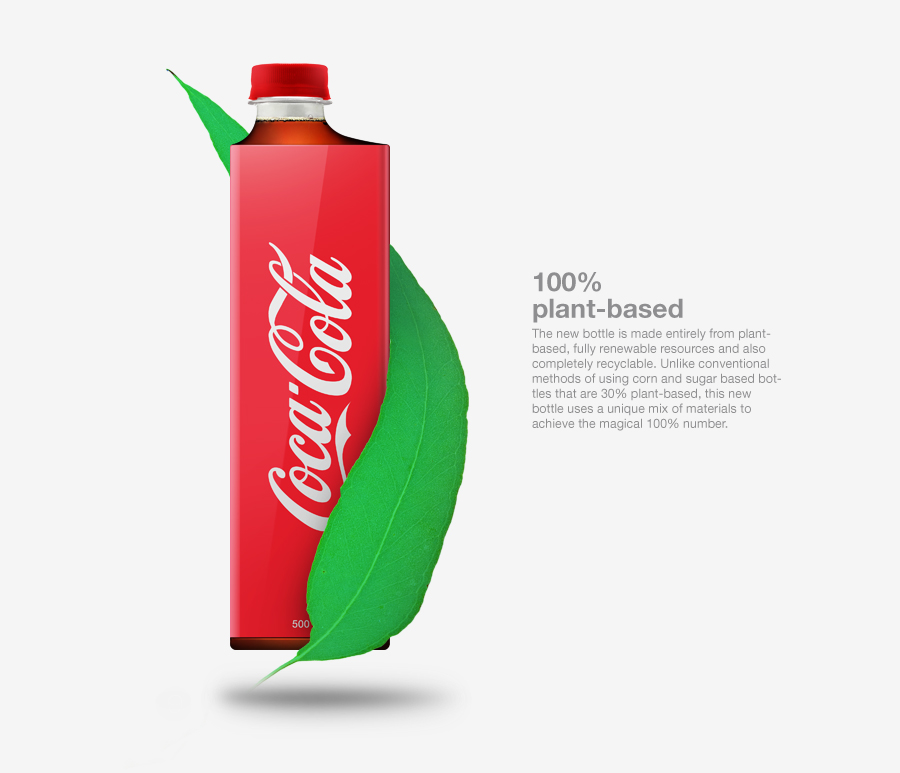 Coca-Cola
500
100%
plant-based
The new bottle is made entirely from plant-
based, fully renewable resources and also
completely recyclable. Unlike conventional
methods of using corn and sugar based bot-
tles that are 30% plant-based, this new
bottle uses a unique mix of materials to
achieve the magical 100% number.